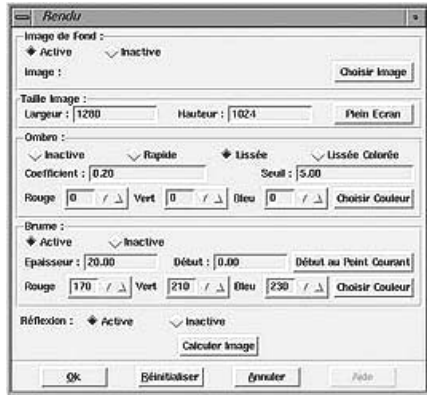 Rendu
Image de Fond :
Active Inactive
Image : Choisir Image
Taille Image :
Largeur : 1280 Hauteur : 1024 Plein Ecran
Ombre :
Inactive Rapide Lissée Lissée Colorée
Coefficient : 0.20 Seuil : 5.00
Rouge 0 Vert 0 Bleu 0 Choisir Couleur
Brume :
Active Inactive
Epaisseur : 20.00 Début : 0.00 Début au Point Courant
Rouge 170 Vert 210 Bleu 230 Choisir Couleur
Réflexion : Active Inactive
Calculer Image
Ok Réinitialiser Annuler Aide